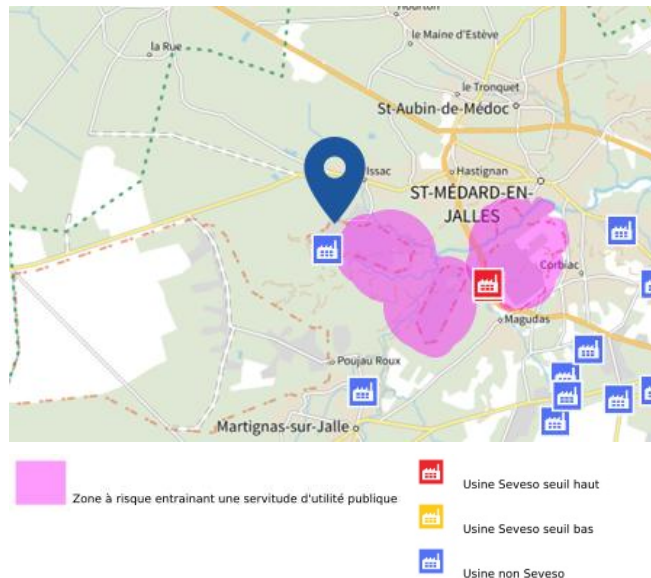 Hourton
le Maine d'Estève
la Rue
le Tronquet
St-Aubin-de-Médoc
Issac
Hastignan
ST-MÉDARD-EN-
JALLES
Corbiac
Magudas
Poujau Roux
Martignas-sur-Jalle
Zone à risque entrainant une servitude d'utilité publique
Usine Seveso seuil haut
Usine Seveso seuil bas
Usine non Seveso